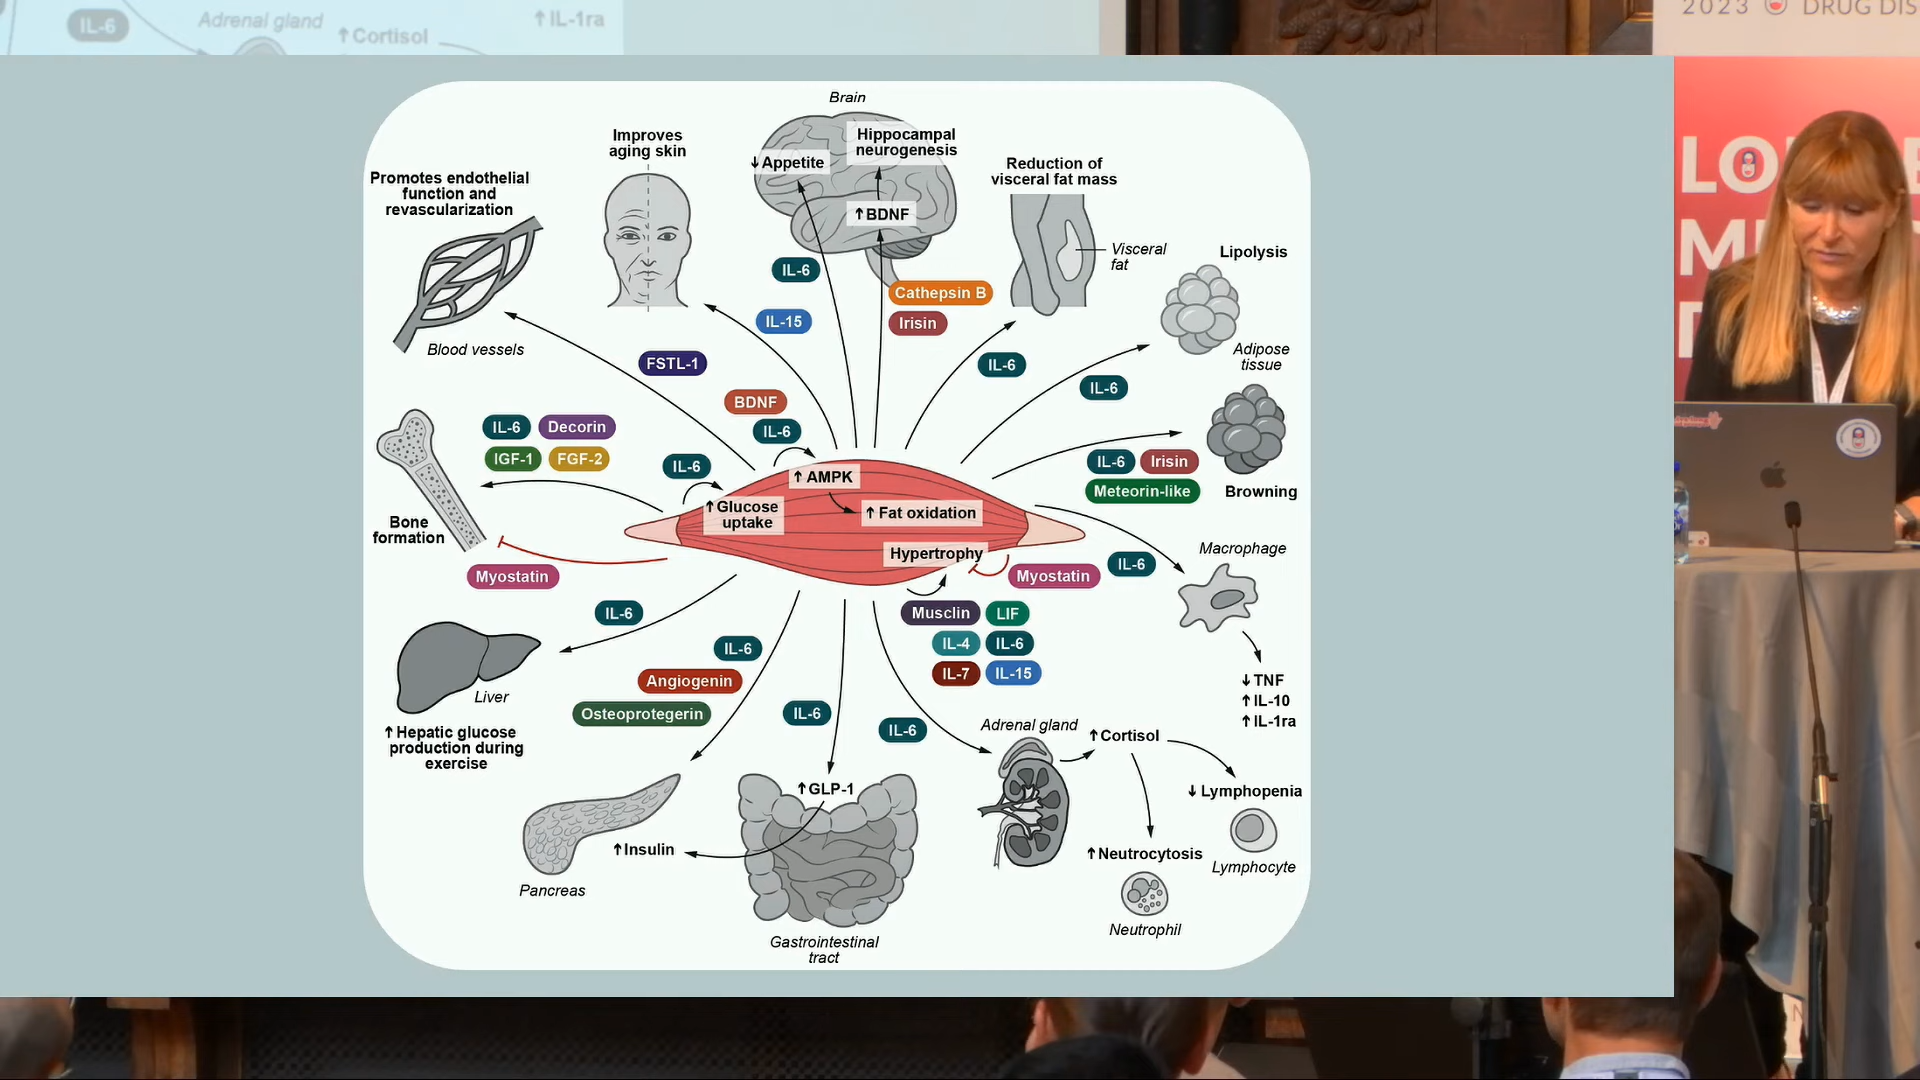 IL-6
Adrenal gland
↑Cortisol
↑IL-1ra
2023
DRUG DIS
Brain
Improves
aging skin
Hippocampal
neurogenesis
↓Appetite
↑BDNF
Reduction of
visceral fat mass
Promotes endothelial
function and
revascularization
Visceral
fat
Lipolysis
IL-6
Cathepsin B
Irisin
IL-15
Blood vessels
FSTL-1
IL-6
Adipose
tissue
IL-6
BDNF
IL-6
IL-6 Decorin
IGF-1 FGF-2
IL-6
IL-6 Irisin
Meteorin-like
Browning
↑AMPK
↑Glucose
uptake
↑Fat oxidation
Bone
formation
Hypertrophy
Myostatin
Myostatin
IL-6
Macrophage
IL-6
Musclin LIF
IL-4 IL-6
IL-7 IL-15
IL-6
Angiogenin
Osteoprotegerin
Liver
↑Hepatic glucose
production during
exercise
IL-6
IL-6
↓TNF
↑IL-10
↑IL-1ra
Adrenal gland
↑Cortisol
↑GLP-1
↓Lymphopenia
↑Insulin
↑Neutrocytosis
Lymphocyte
Pancreas
Neutrophil
Gastrointestinal
tract